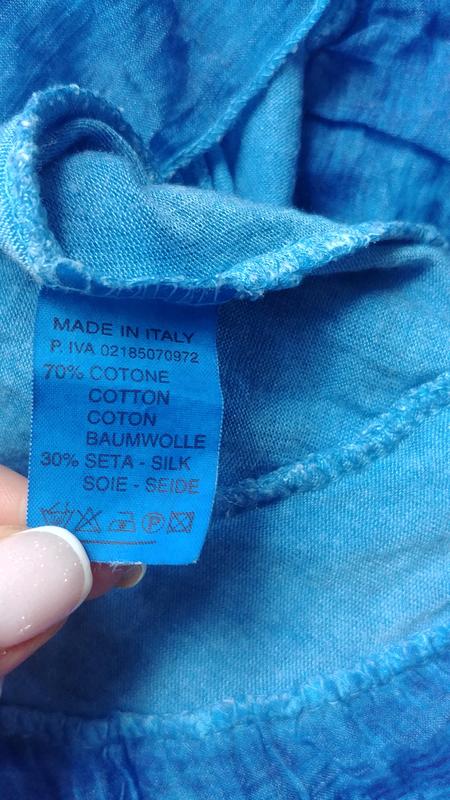 MADE IN ITALY
P. IVA 02185070972
70% COTONE
COTTON
COTON
BAUMWOLLE
30% SETA - SILK
SOIE - SEIDE
P